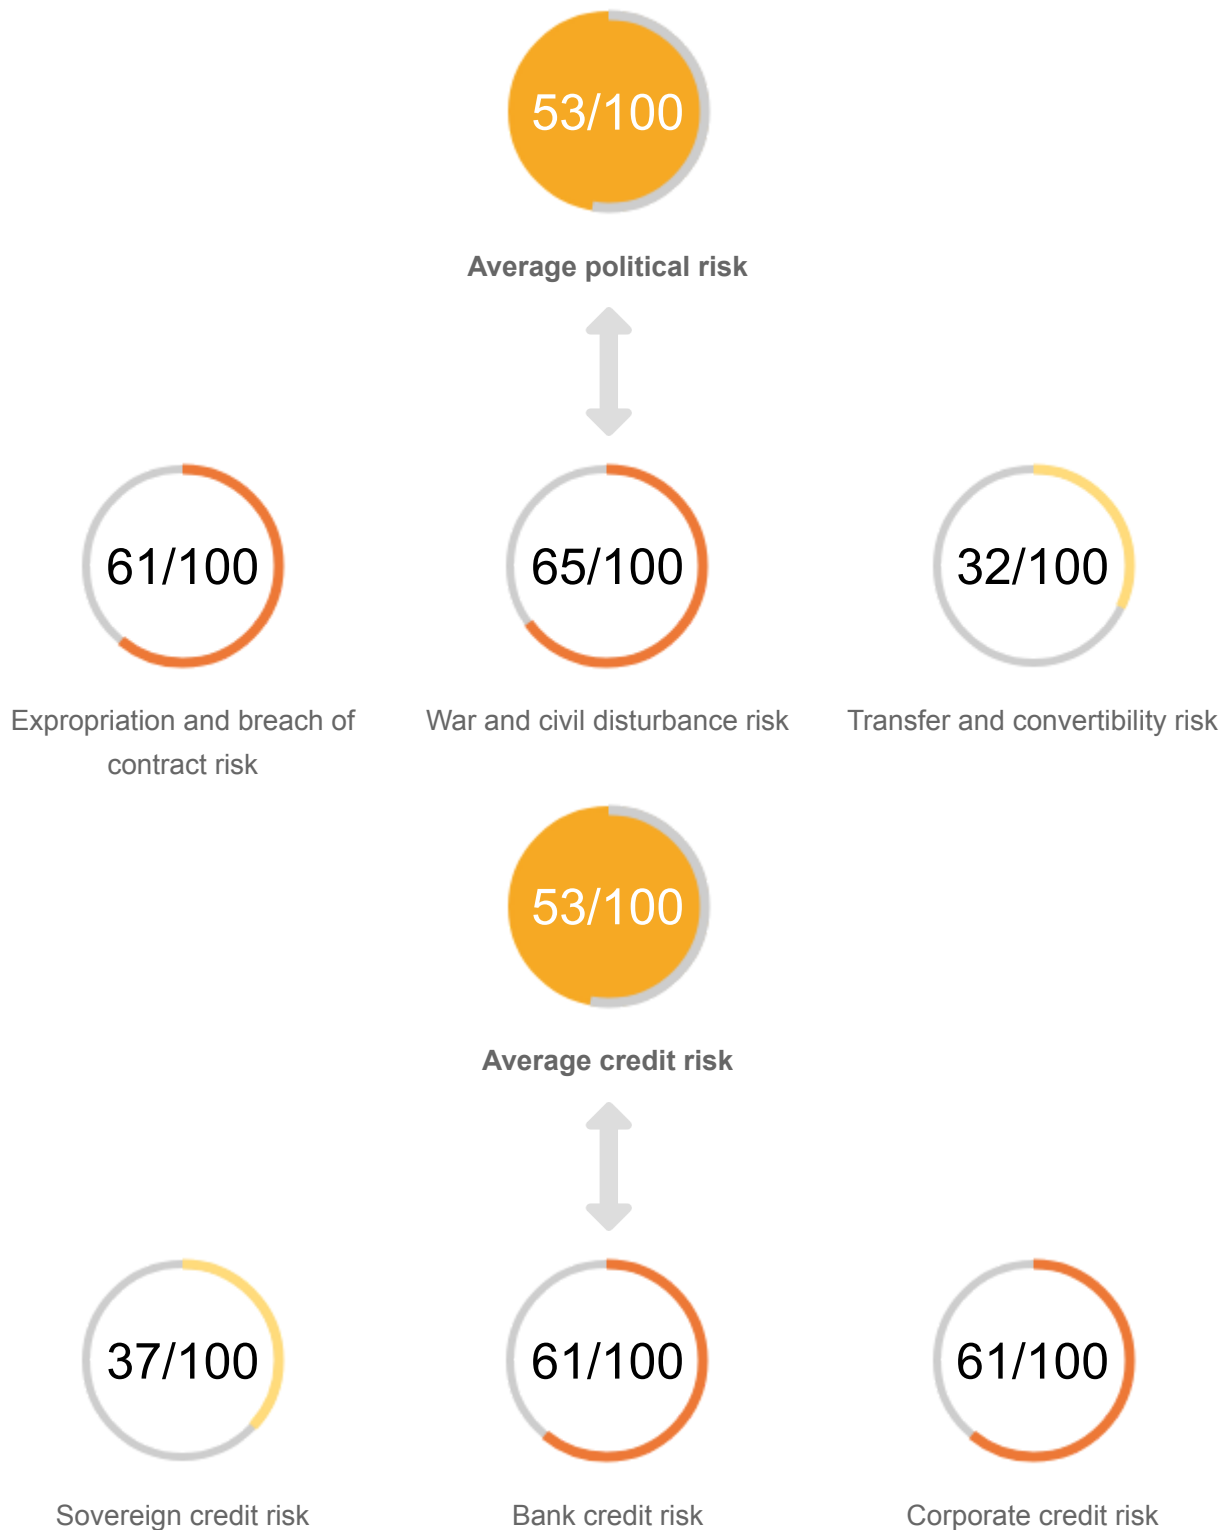 53/100
Average political risk
61/100
65/100
32/100
Expropriation and breach of
contract risk
War and civil disturbance risk
Transfer and convertibility risk
53/100
Average credit risk
37/100
61/100
61/100
Sovereign credit risk
Bank credit risk
Corporate credit risk